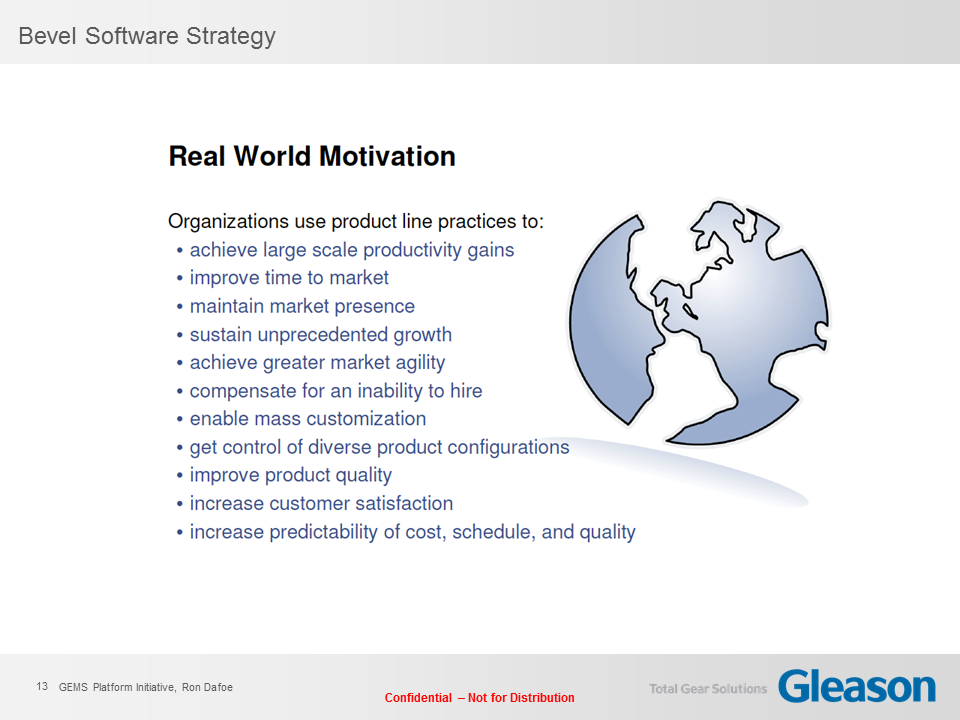 Bevel Software Strategy
Real World Motivation
Organizations use product line practices to:
• achieve large scale productivity gains
• improve time to market
• maintain market presence
• sustain unprecedented growth
• achieve greater market agility
• compensate for an inability to hire
• enable mass customization
• get control of diverse product configurations
• improve product quality
• increase customer satisfaction
• increase predictability of cost, schedule, and quality
13 GEMS Platform Initiative, Ron Dafoe
Confidential – Not for Distribution
Total Gear Solutions Gleason